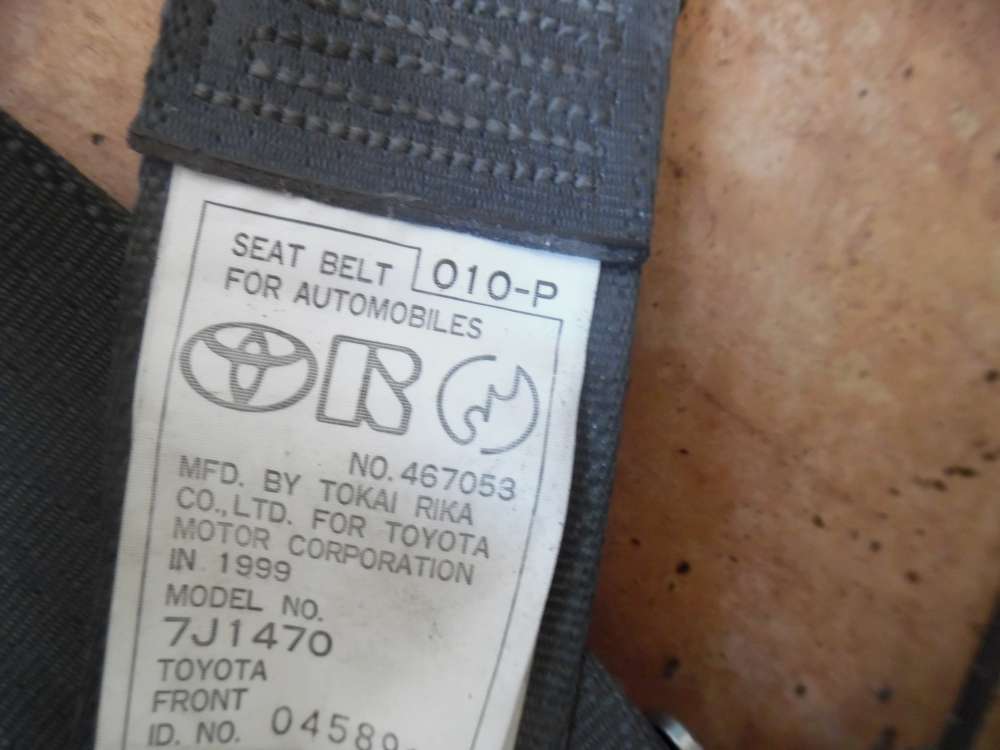 SEAT BELT 010-P
FOR AUTOMOBILES
NO. 467053
MFD. BY TOKAI RIKA
CO., LTD. FOR TOYOTA
MOTOR CORPORATION
IN 1999
MODEL NO.
7J1470
TOYOTA
FRONT
ID. NO.